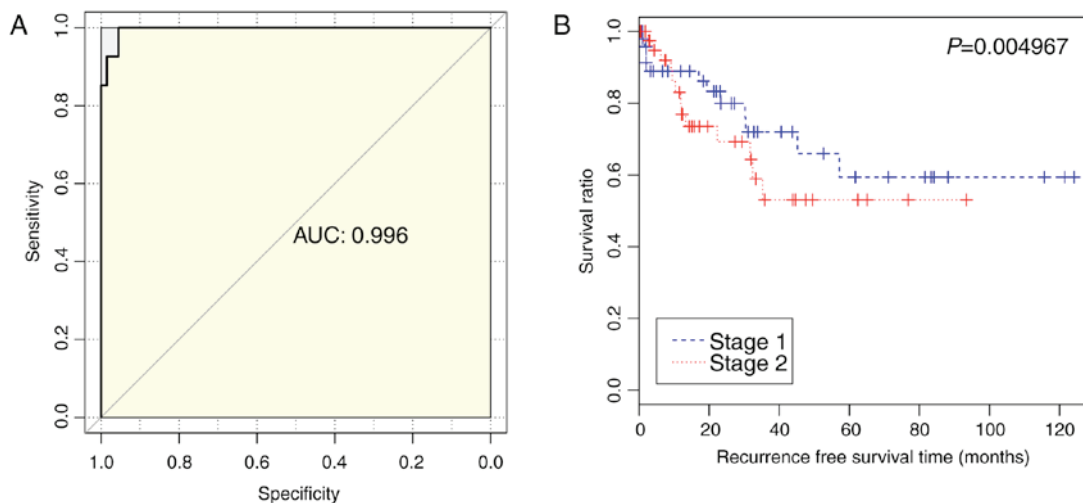 A
1.0
0.8
0.6
0.4
0.2
0.0
Sensitivity
AUC: 0.996
1.0 0.8 0.6 0.4 0.2 0.0
Specificity
B
1.0
0.8
0.6
0.4
0.2
0.0
Survival ratio
P=0.004967
Stage 1
Stage 2
0 20 40 60 80 100 120
Recurrence free survival time (months)